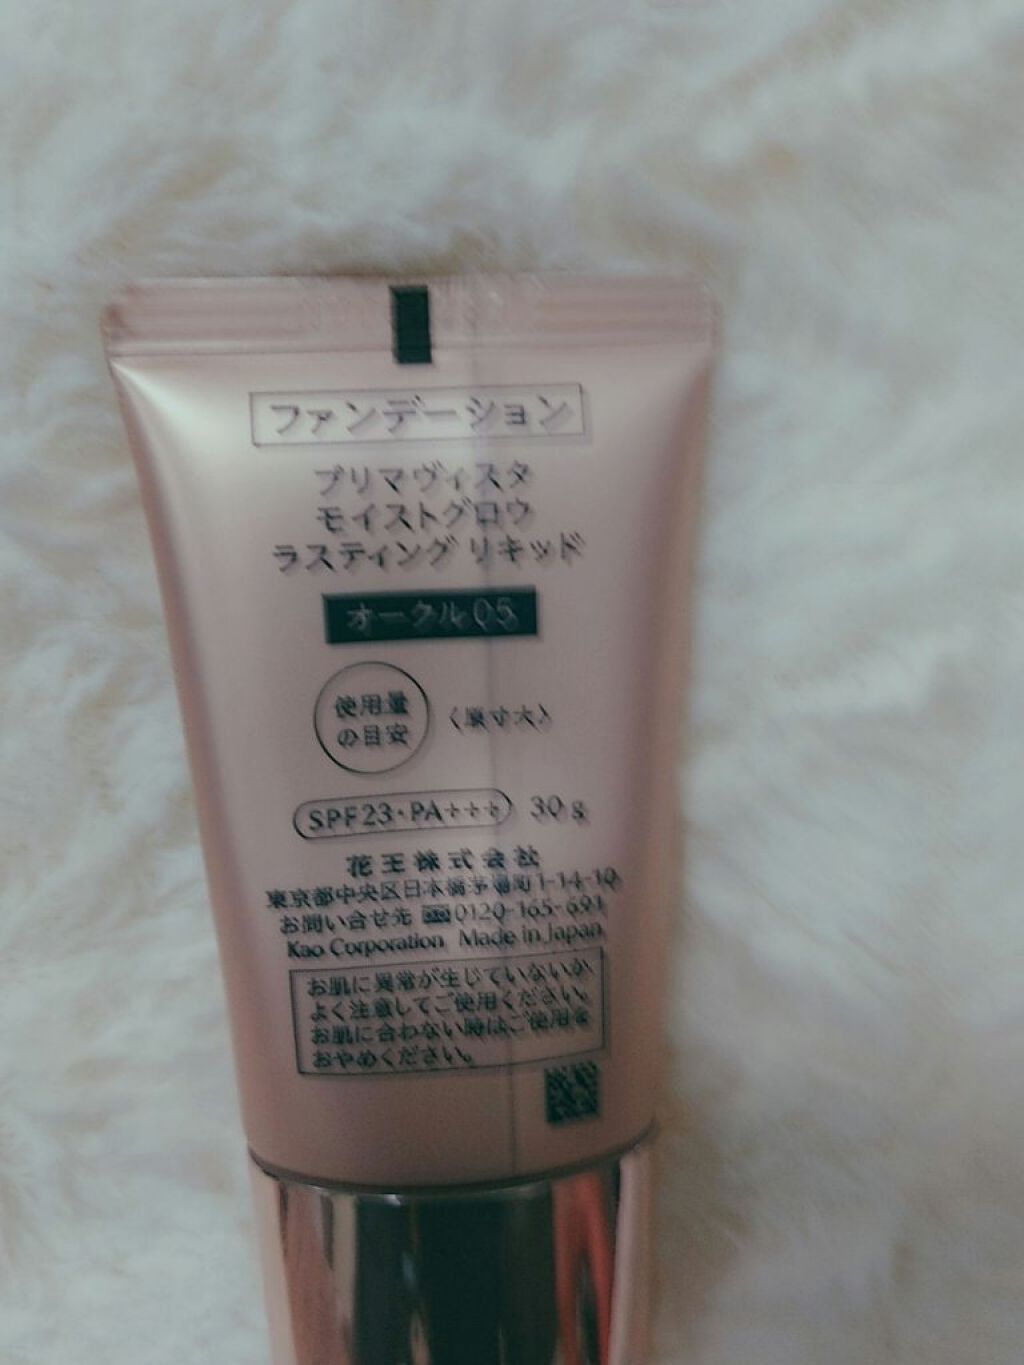 ファンデーション
プリマヴィスタ
モイストグロウ
ラスティング リキッド
オークル05
使用量
の目安
〈原寸大〉
SPF23・PA+++ 30g
花王株式会社
東京都中央区日本橋茅場町1-14-10
お問い合せ先 0120-165-691
Kao Corporation Made in Japan
お肌に異常が生じていないか
よく注意してご使用ください。
お肌に合わない時はご使用を
おやめください。